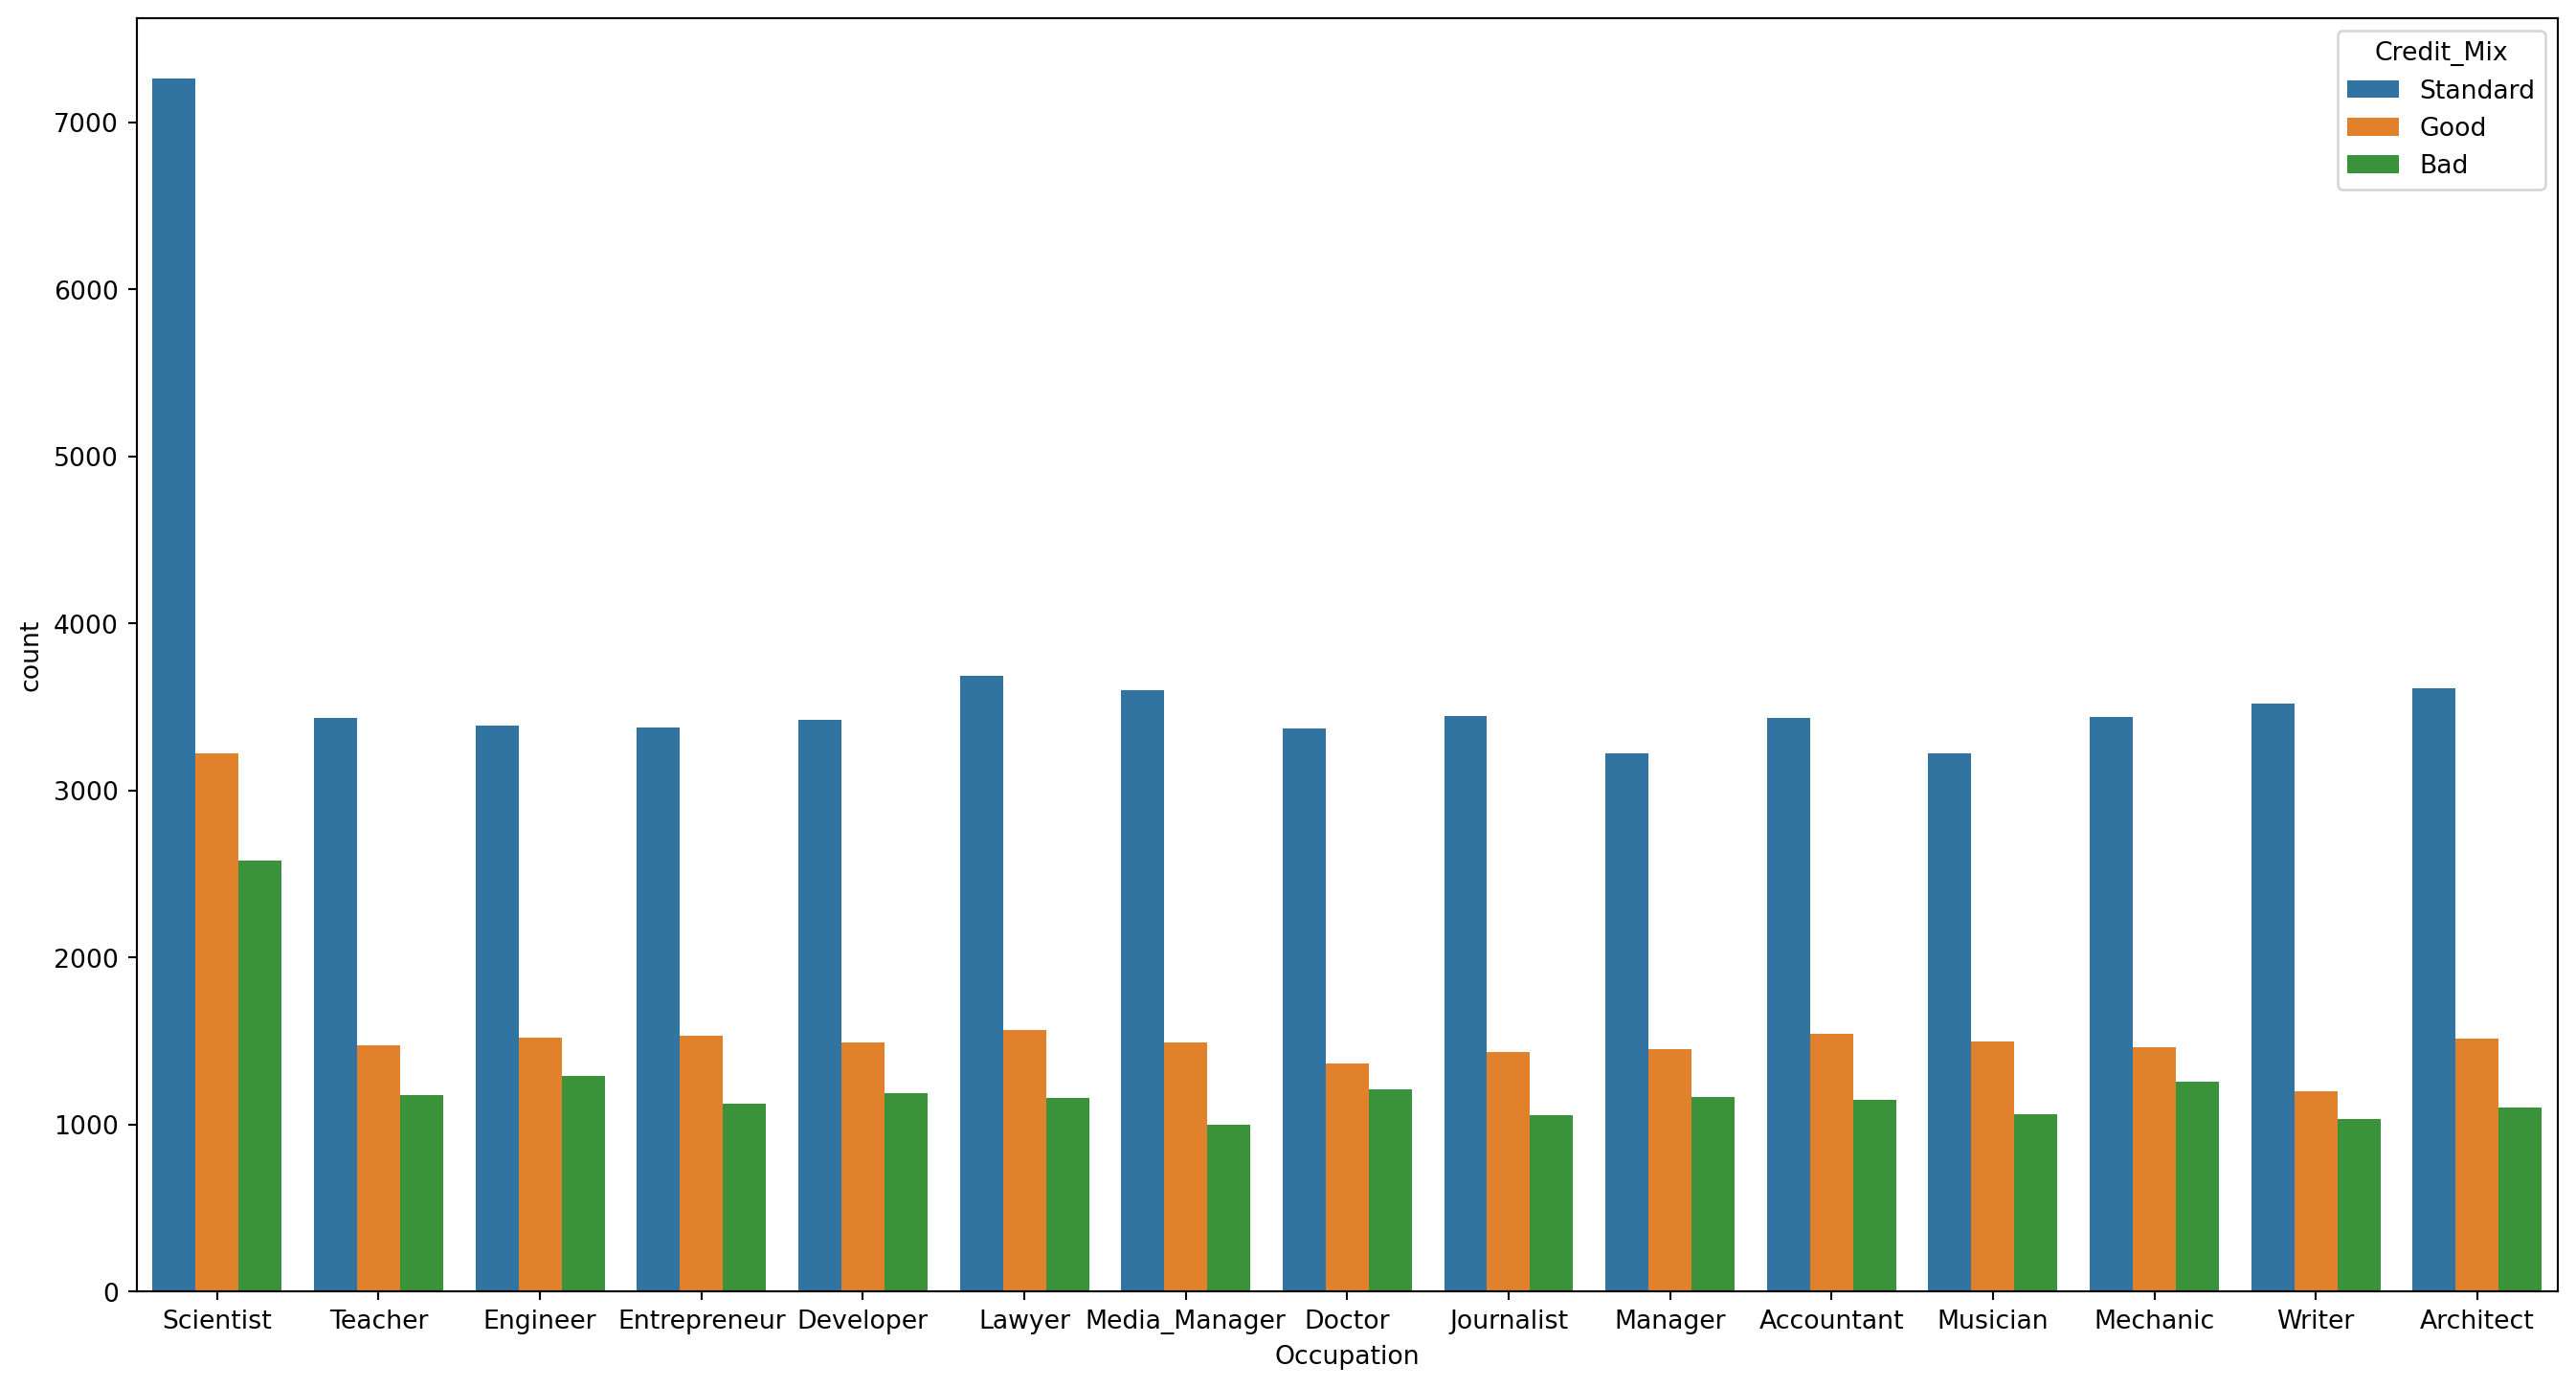 Credit_Mix
Standard
Good
Bad
7000
6000
5000
4000
3000
2000
1000
0
count
Scientist Teacher Engineer Entrepreneur Developer Lawyer Media_Manager Doctor Journalist Manager Accountant Musician Mechanic Writer Architect
Occupation